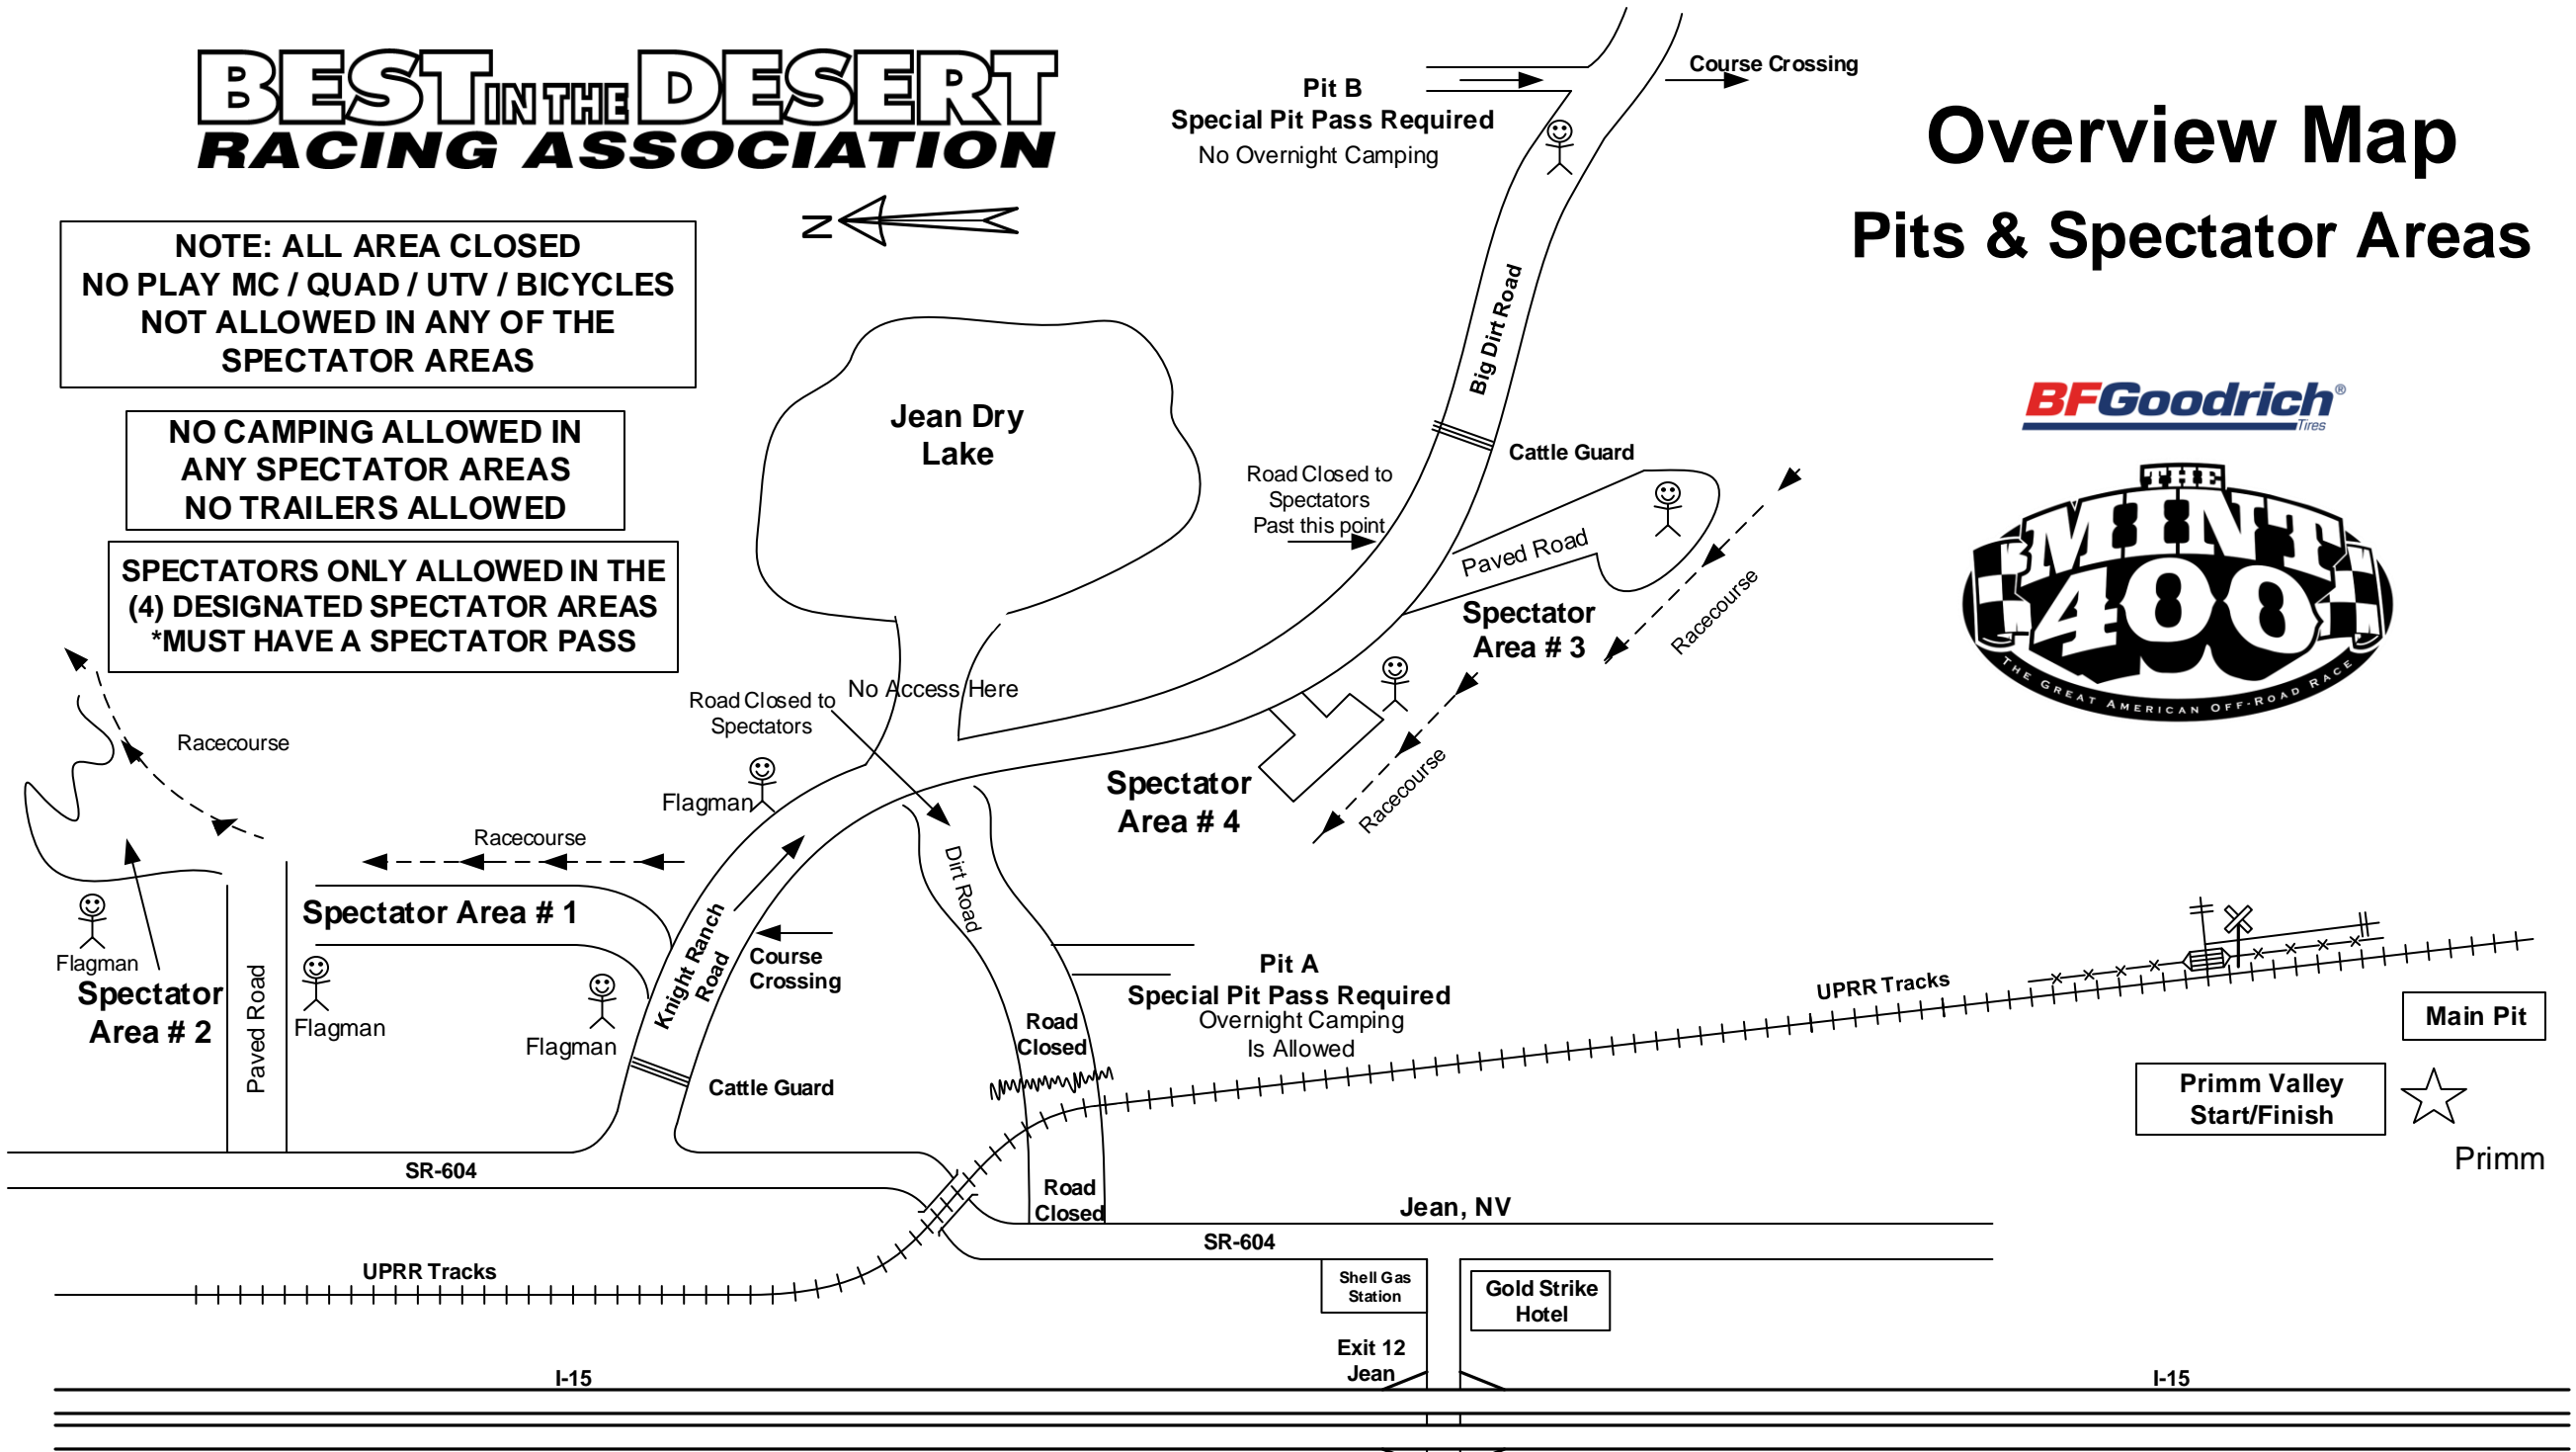 BEST IN THE DESERT
RACING ASSOCIATION
N
Overview Map
Pits & Spectator Areas
NOTE: ALL AREA CLOSED
NO PLAY MC / QUAD / UTV / BICYCLES
NOT ALLOWED IN ANY OF THE
SPECTATOR AREAS
NO CAMPING ALLOWED IN
ANY SPECTATOR AREAS
NO TRAILERS ALLOWED
SPECTATORS ONLY ALLOWED IN THE
(4) DESIGNATED SPECTATOR AREAS
*MUST HAVE A SPECTATOR PASS
Pit B
Special Pit Pass Required
No Overnight Camping
Course Crossing
Big Dirt Road
Jean Dry
Lake
Cattle Guard
Road Closed to
Spectators
Past this point
Paved Road
Spectator
Area # 3
Racecourse
BFGoodrich®
Tires
THE
MINT
400
THE GREAT AMERICAN OFF-ROAD RACE
No Access Here
Road Closed to
Spectators
Racecourse
Flagman
Spectator
Area # 4
Racecourse
Racecourse
Spectator Area # 1
Flagman
Spectator
Area # 2
Paved Road
Flagman
Flagman
Knight Ranch
Road
Course
Crossing
Dirt Road
Cattle Guard
Pit A
Special Pit Pass Required
Overnight Camping
Is Allowed
Road
Closed
UPRR Tracks
Main Pit
Primm Valley
Start/Finish
Primm
SR-604
Road
Closed
Jean, NV
SR-604
UPRR Tracks
Shell Gas
Station
Gold Strike
Hotel
Exit 12
Jean
I-15
I-15